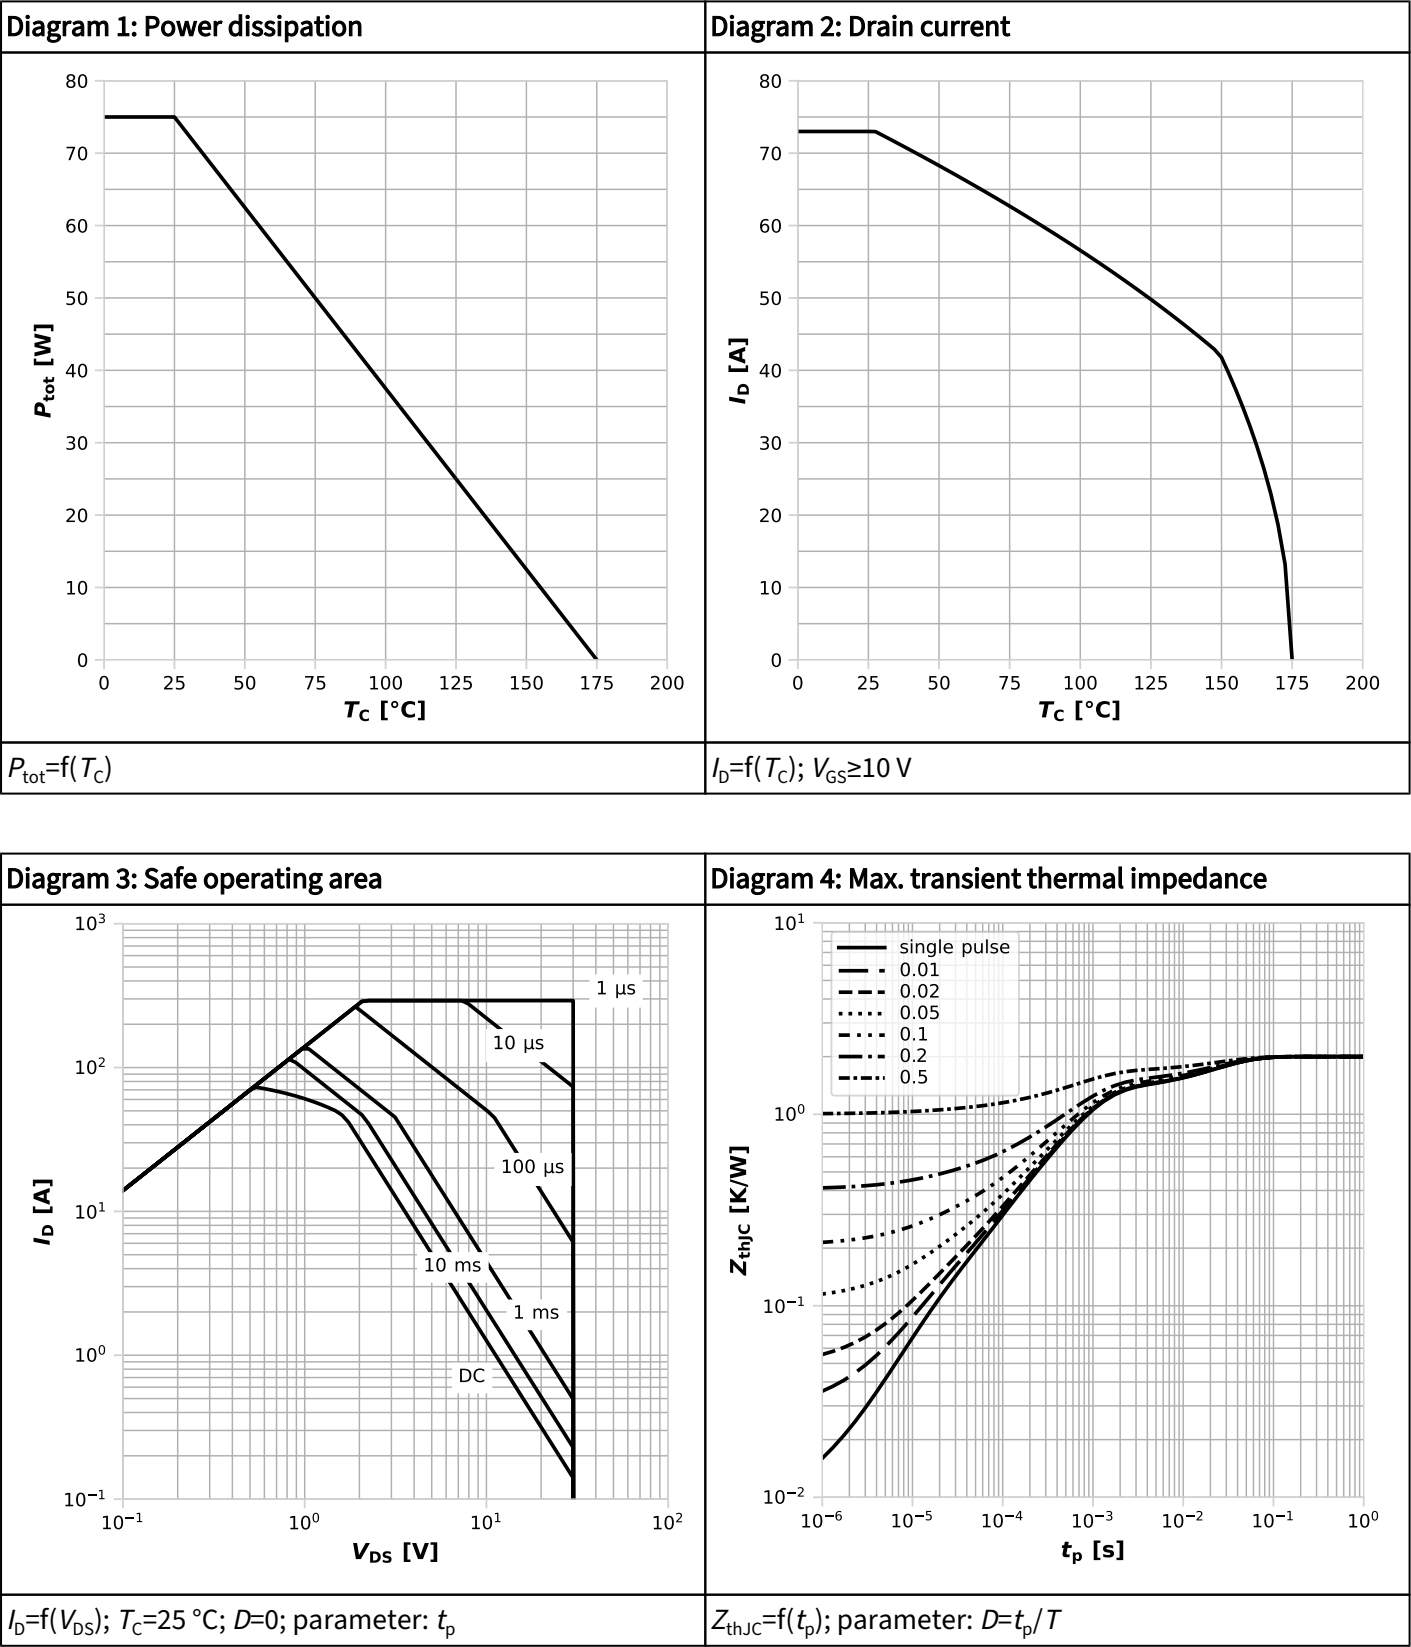 Diagram 1: Power dissipation
80
70
60
50
40
30
20
10
0
0 25 50 75 100 125 150 175 200
Ptot [W]
TC [°C]
Ptot=f(TC)
Diagram 2: Drain current
80
70
60
50
40
30
20
10
0
0 25 50 75 100 125 150 175 200
ID [A]
TC [°C]
ID=f(TC); VGS≥10 V
Diagram 3: Safe operating area
10³
10²
10¹
10⁰
10⁻¹
10⁻¹ 10⁰ 10¹ 10²
1 µs
10 µs
100 µs
10 ms
1 ms
DC
ID [A]
VDS [V]
ID=f(VDS); TC=25 °C; D=0; parameter: tp
Diagram 4: Max. transient thermal impedance
10¹
10⁰
10⁻¹
10⁻²
single pulse
0.01
0.02
0.05
0.1
0.2
0.5
10⁻⁶ 10⁻⁵ 10⁻⁴ 10⁻³ 10⁻² 10⁻¹ 10⁰
ZthJC [K/W]
tp [s]
ZthJC=f(tp); parameter: D=tp/T